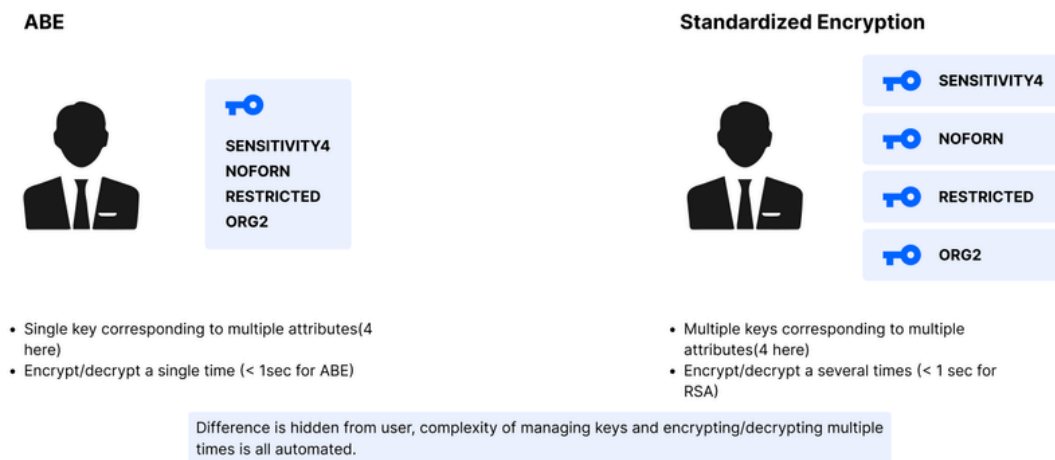 ABE
SENSITIVITY4
NOFORN
RESTRICTED
ORG2
• Single key corresponding to multiple attributes(4
here)
• Encrypt/decrypt a single time (< 1sec for ABE)
Standardized Encryption
SENSITIVITY4
NOFORN
RESTRICTED
ORG2
• Multiple keys corresponding to multiple
attributes(4 here)
• Encrypt/decrypt a several times (< 1 sec for
RSA)
Difference is hidden from user, complexity of managing keys and encrypting/decrypting multiple
times is all automated.